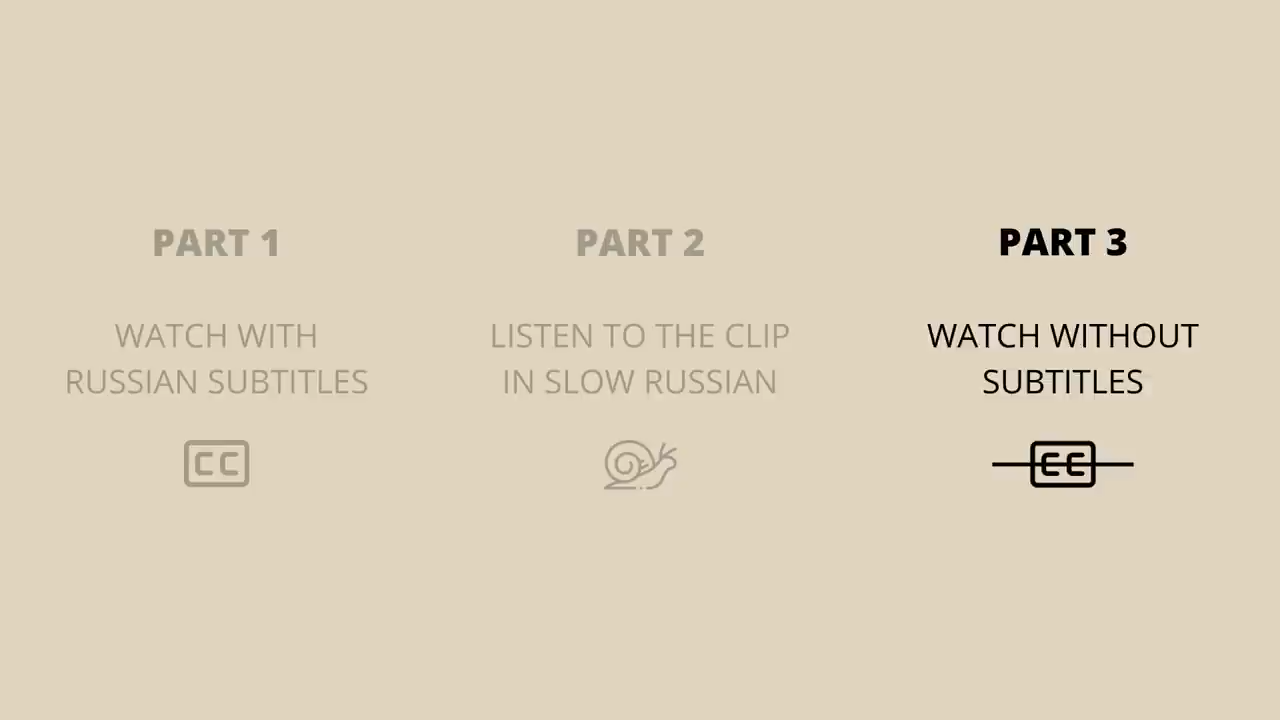 PART 1
WATCH WITH
RUSSIAN SUBTITLES
CC
PART 2
LISTEN TO THE CLIP
IN SLOW RUSSIAN
PART 3
WATCH WITHOUT
SUBTITLES
CC